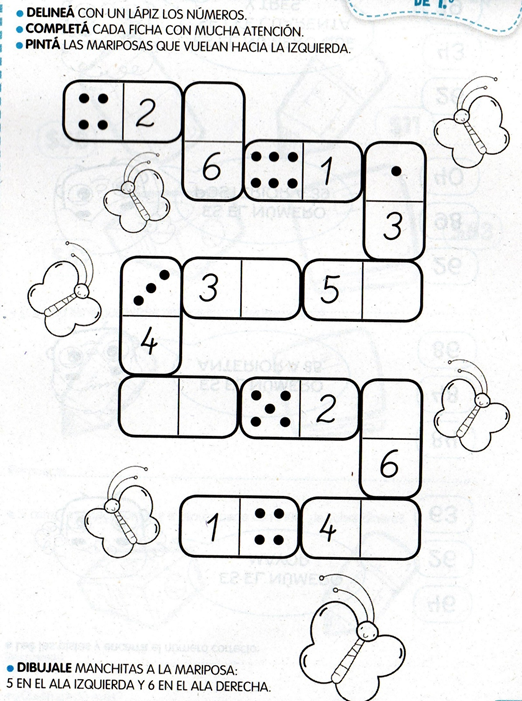 DE 1.
• DELINEÁ CON UN LÁPIZ LOS NÚMEROS.
• COMPLETÁ CADA FICHA CON MUCHA ATENCIÓN.
• PINTÁ LAS MARIPOSAS QUE VUELAN HACIA LA IZQUIERDA.
2
6
1
3
3
5
4
2
6
1
4
• DIBUJALE MANCHITAS A LA MARIPOSA:
5 EN EL ALA IZQUIERDA Y 6 EN EL ALA DERECHA.